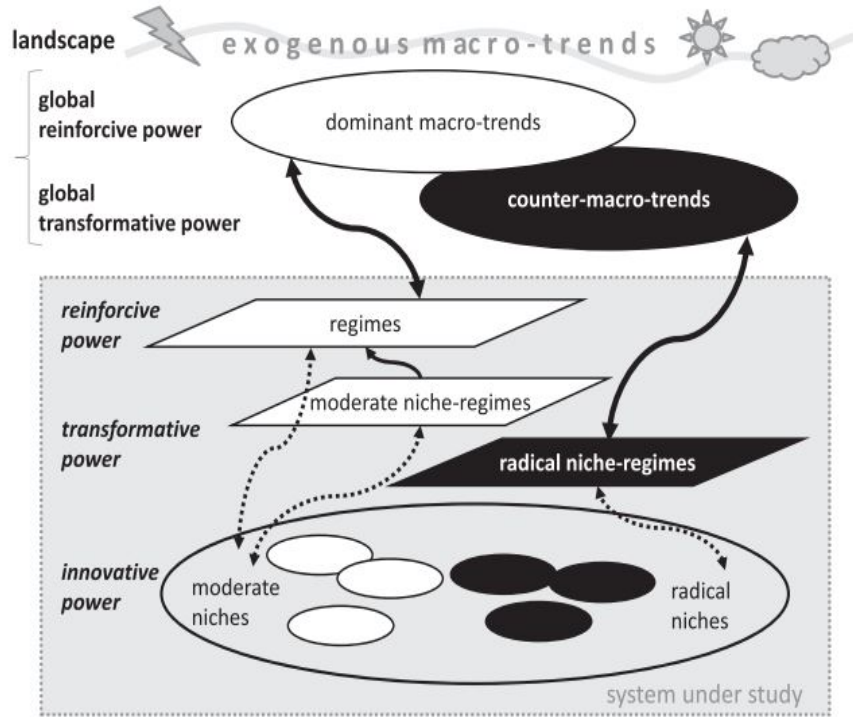 landscape
exogenous macro-trends
global
reinforcive power
dominant macro-trends
global
transformative power
counter-macro-trends
reinforcive
power
regimes
moderate niche-regimes
transformative
power
radical niche-regimes
innovative
power
moderate
niches
radical
niches
system under study